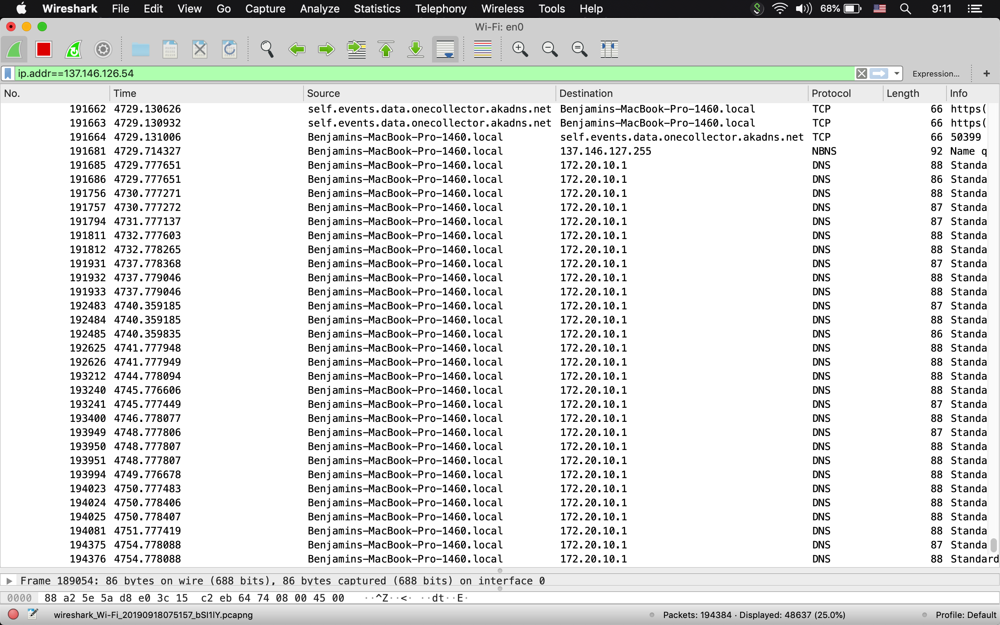 Wireshark File Edit View Go Capture Analyze Statistics Telephony Wireless Tools Help 68% 9:11
Wi-Fi: en0
ip.addr==137.146.126.54 Expression... +
No. Time Source Destination Protocol Length Info
191662 4729.130626 self.events.data.onecollector.akadns.net Benjamins-MacBook-Pro-1460.local TCP 66 https(
191663 4729.130932 self.events.data.onecollector.akadns.net Benjamins-MacBook-Pro-1460.local TCP 66 https(
191664 4729.131006 Benjamins-MacBook-Pro-1460.local self.events.data.onecollector.akadns.net TCP 66 50399
191681 4729.714327 Benjamins-MacBook-Pro-1460.local 137.146.127.255 NBNS 92 Name q
191685 4729.777651 Benjamins-MacBook-Pro-1460.local 172.20.10.1 DNS 88 Standa
191686 4729.777651 Benjamins-MacBook-Pro-1460.local 172.20.10.1 DNS 86 Standa
191756 4730.777271 Benjamins-MacBook-Pro-1460.local 172.20.10.1 DNS 88 Standa
191757 4730.777272 Benjamins-MacBook-Pro-1460.local 172.20.10.1 DNS 87 Standa
191794 4731.777137 Benjamins-MacBook-Pro-1460.local 172.20.10.1 DNS 87 Standa
191811 4732.777603 Benjamins-MacBook-Pro-1460.local 172.20.10.1 DNS 88 Standa
191812 4732.778265 Benjamins-MacBook-Pro-1460.local 172.20.10.1 DNS 88 Standa
191931 4737.778368 Benjamins-MacBook-Pro-1460.local 172.20.10.1 DNS 87 Standa
191932 4737.779046 Benjamins-MacBook-Pro-1460.local 172.20.10.1 DNS 88 Standa
191933 4737.779046 Benjamins-MacBook-Pro-1460.local 172.20.10.1 DNS 88 Standa
192483 4740.359185 Benjamins-MacBook-Pro-1460.local 172.20.10.1 DNS 87 Standa
192484 4740.359185 Benjamins-MacBook-Pro-1460.local 172.20.10.1 DNS 88 Standa
192485 4740.359835 Benjamins-MacBook-Pro-1460.local 172.20.10.1 DNS 86 Standa
192625 4741.777948 Benjamins-MacBook-Pro-1460.local 172.20.10.1 DNS 88 Standa
192626 4741.777949 Benjamins-MacBook-Pro-1460.local 172.20.10.1 DNS 88 Standa
193212 4744.778094 Benjamins-MacBook-Pro-1460.local 172.20.10.1 DNS 88 Standa
193240 4745.776606 Benjamins-MacBook-Pro-1460.local 172.20.10.1 DNS 88 Standa
193241 4745.777449 Benjamins-MacBook-Pro-1460.local 172.20.10.1 DNS 87 Standa
193400 4746.778077 Benjamins-MacBook-Pro-1460.local 172.20.10.1 DNS 88 Standa
193949 4748.777806 Benjamins-MacBook-Pro-1460.local 172.20.10.1 DNS 87 Standa
193950 4748.777807 Benjamins-MacBook-Pro-1460.local 172.20.10.1 DNS 88 Standa
193951 4748.777807 Benjamins-MacBook-Pro-1460.local 172.20.10.1 DNS 88 Standa
193994 4749.776678 Benjamins-MacBook-Pro-1460.local 172.20.10.1 DNS 88 Standa
194023 4750.777483 Benjamins-MacBook-Pro-1460.local 172.20.10.1 DNS 88 Standa
194024 4750.778406 Benjamins-MacBook-Pro-1460.local 172.20.10.1 DNS 88 Standa
194025 4750.778407 Benjamins-MacBook-Pro-1460.local 172.20.10.1 DNS 88 Standa
194081 4751.777419 Benjamins-MacBook-Pro-1460.local 172.20.10.1 DNS 88 Standa
194375 4754.778088 Benjamins-MacBook-Pro-1460.local 172.20.10.1 DNS 87 Standa
194376 4754.778088 Benjamins-MacBook-Pro-1460.local 172.20.10.1 DNS 88 Standard
Frame 189054: 86 bytes on wire (688 bits), 86 bytes captured (688 bits) on interface 0
0000 88 a2 5e 5a d8 e0 3c 15 c2 eb 64 74 08 00 45 00 ··^Z··<· ··dt··E·
wireshark_Wi-Fi_20190918075157_bSI1lY.pcapng Packets: 194384 · Displayed: 48637 (25.0%) Profile: Default